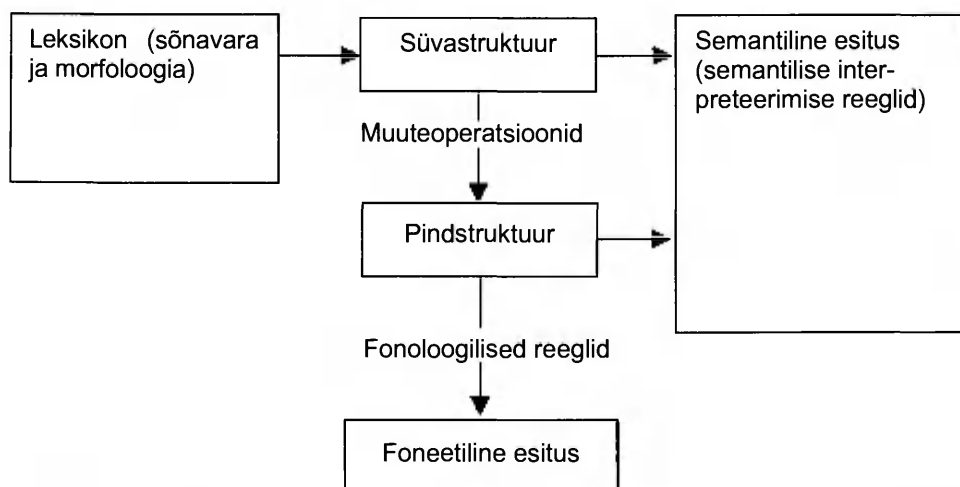 Leksikon (sõnavara
ja morfoloogia)
Süvastruktuur
Semantiline esitus
(semantilise inter-
preteerimise reeglid)
Muuteoperatsioonid
Pindstruktuur
Fonoloogilised reeglid
Foneetiline esitus